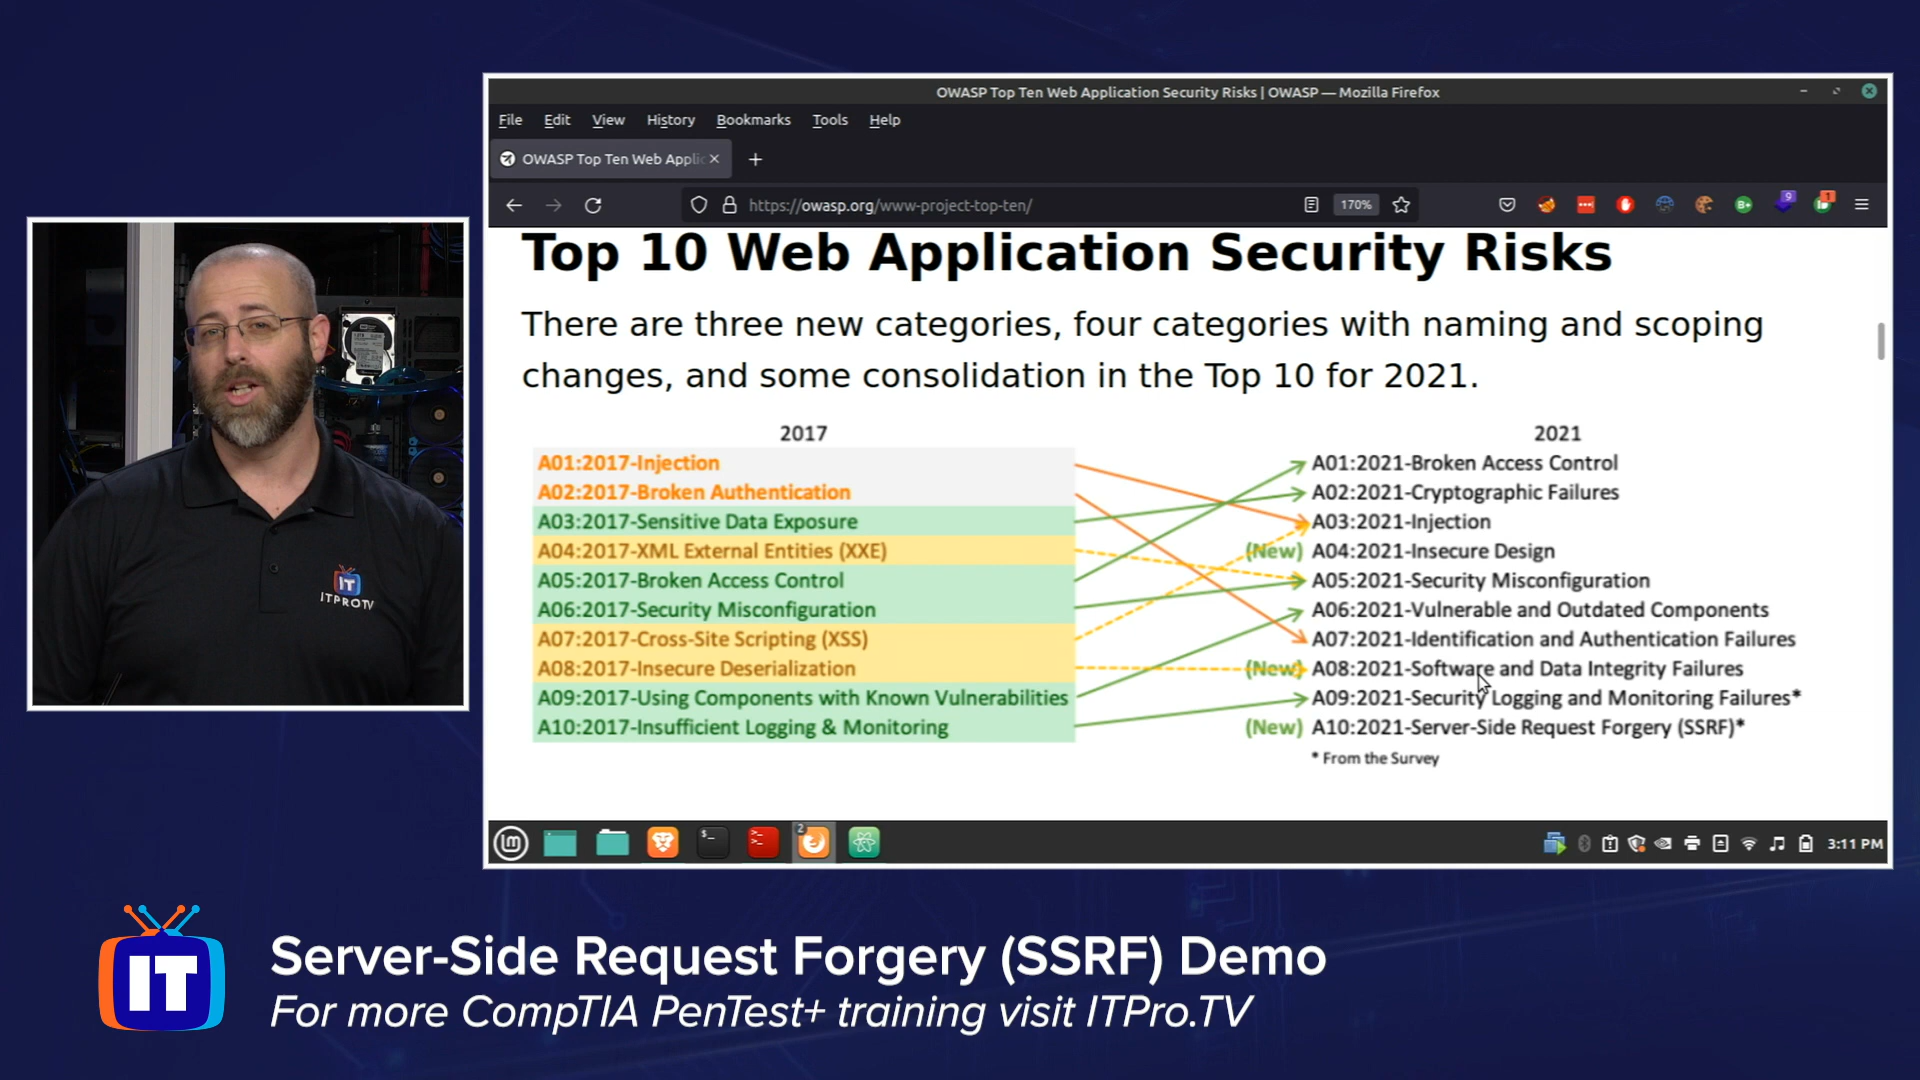 OWASP Top Ten Web Application Security Risks | OWASP — Mozilla Firefox
File Edit View History Bookmarks Tools Help
OWASP Top Ten Web Applic
https://owasp.org/www-project-top-ten/
170%
9
1
B+
Top 10 Web Application Security Risks
There are three new categories, four categories with naming and scoping
changes, and some consolidation in the Top 10 for 2021.
2017
A01:2017-Injection
A02:2017-Broken Authentication
A03:2017-Sensitive Data Exposure
A04:2017-XML External Entities (XXE)
A05:2017-Broken Access Control
A06:2017-Security Misconfiguration
A07:2017-Cross-Site Scripting (XSS)
A08:2017-Insecure Deserialization
A09:2017-Using Components with Known Vulnerabilities
A10:2017-Insufficient Logging & Monitoring
2021
A01:2021-Broken Access Control
A02:2021-Cryptographic Failures
A03:2021-Injection
(New) A04:2021-Insecure Design
A05:2021-Security Misconfiguration
A06:2021-Vulnerable and Outdated Components
A07:2021-Identification and Authentication Failures
(New) A08:2021-Software and Data Integrity Failures
A09:2021-Security Logging and Monitoring Failures*
(New) A10:2021-Server-Side Request Forgery (SSRF)*
* From the Survey
2
3:11 PM
IT
ITPROTV
IT
Server-Side Request Forgery (SSRF) Demo
For more CompTIA PenTest+ training visit ITPro.TV